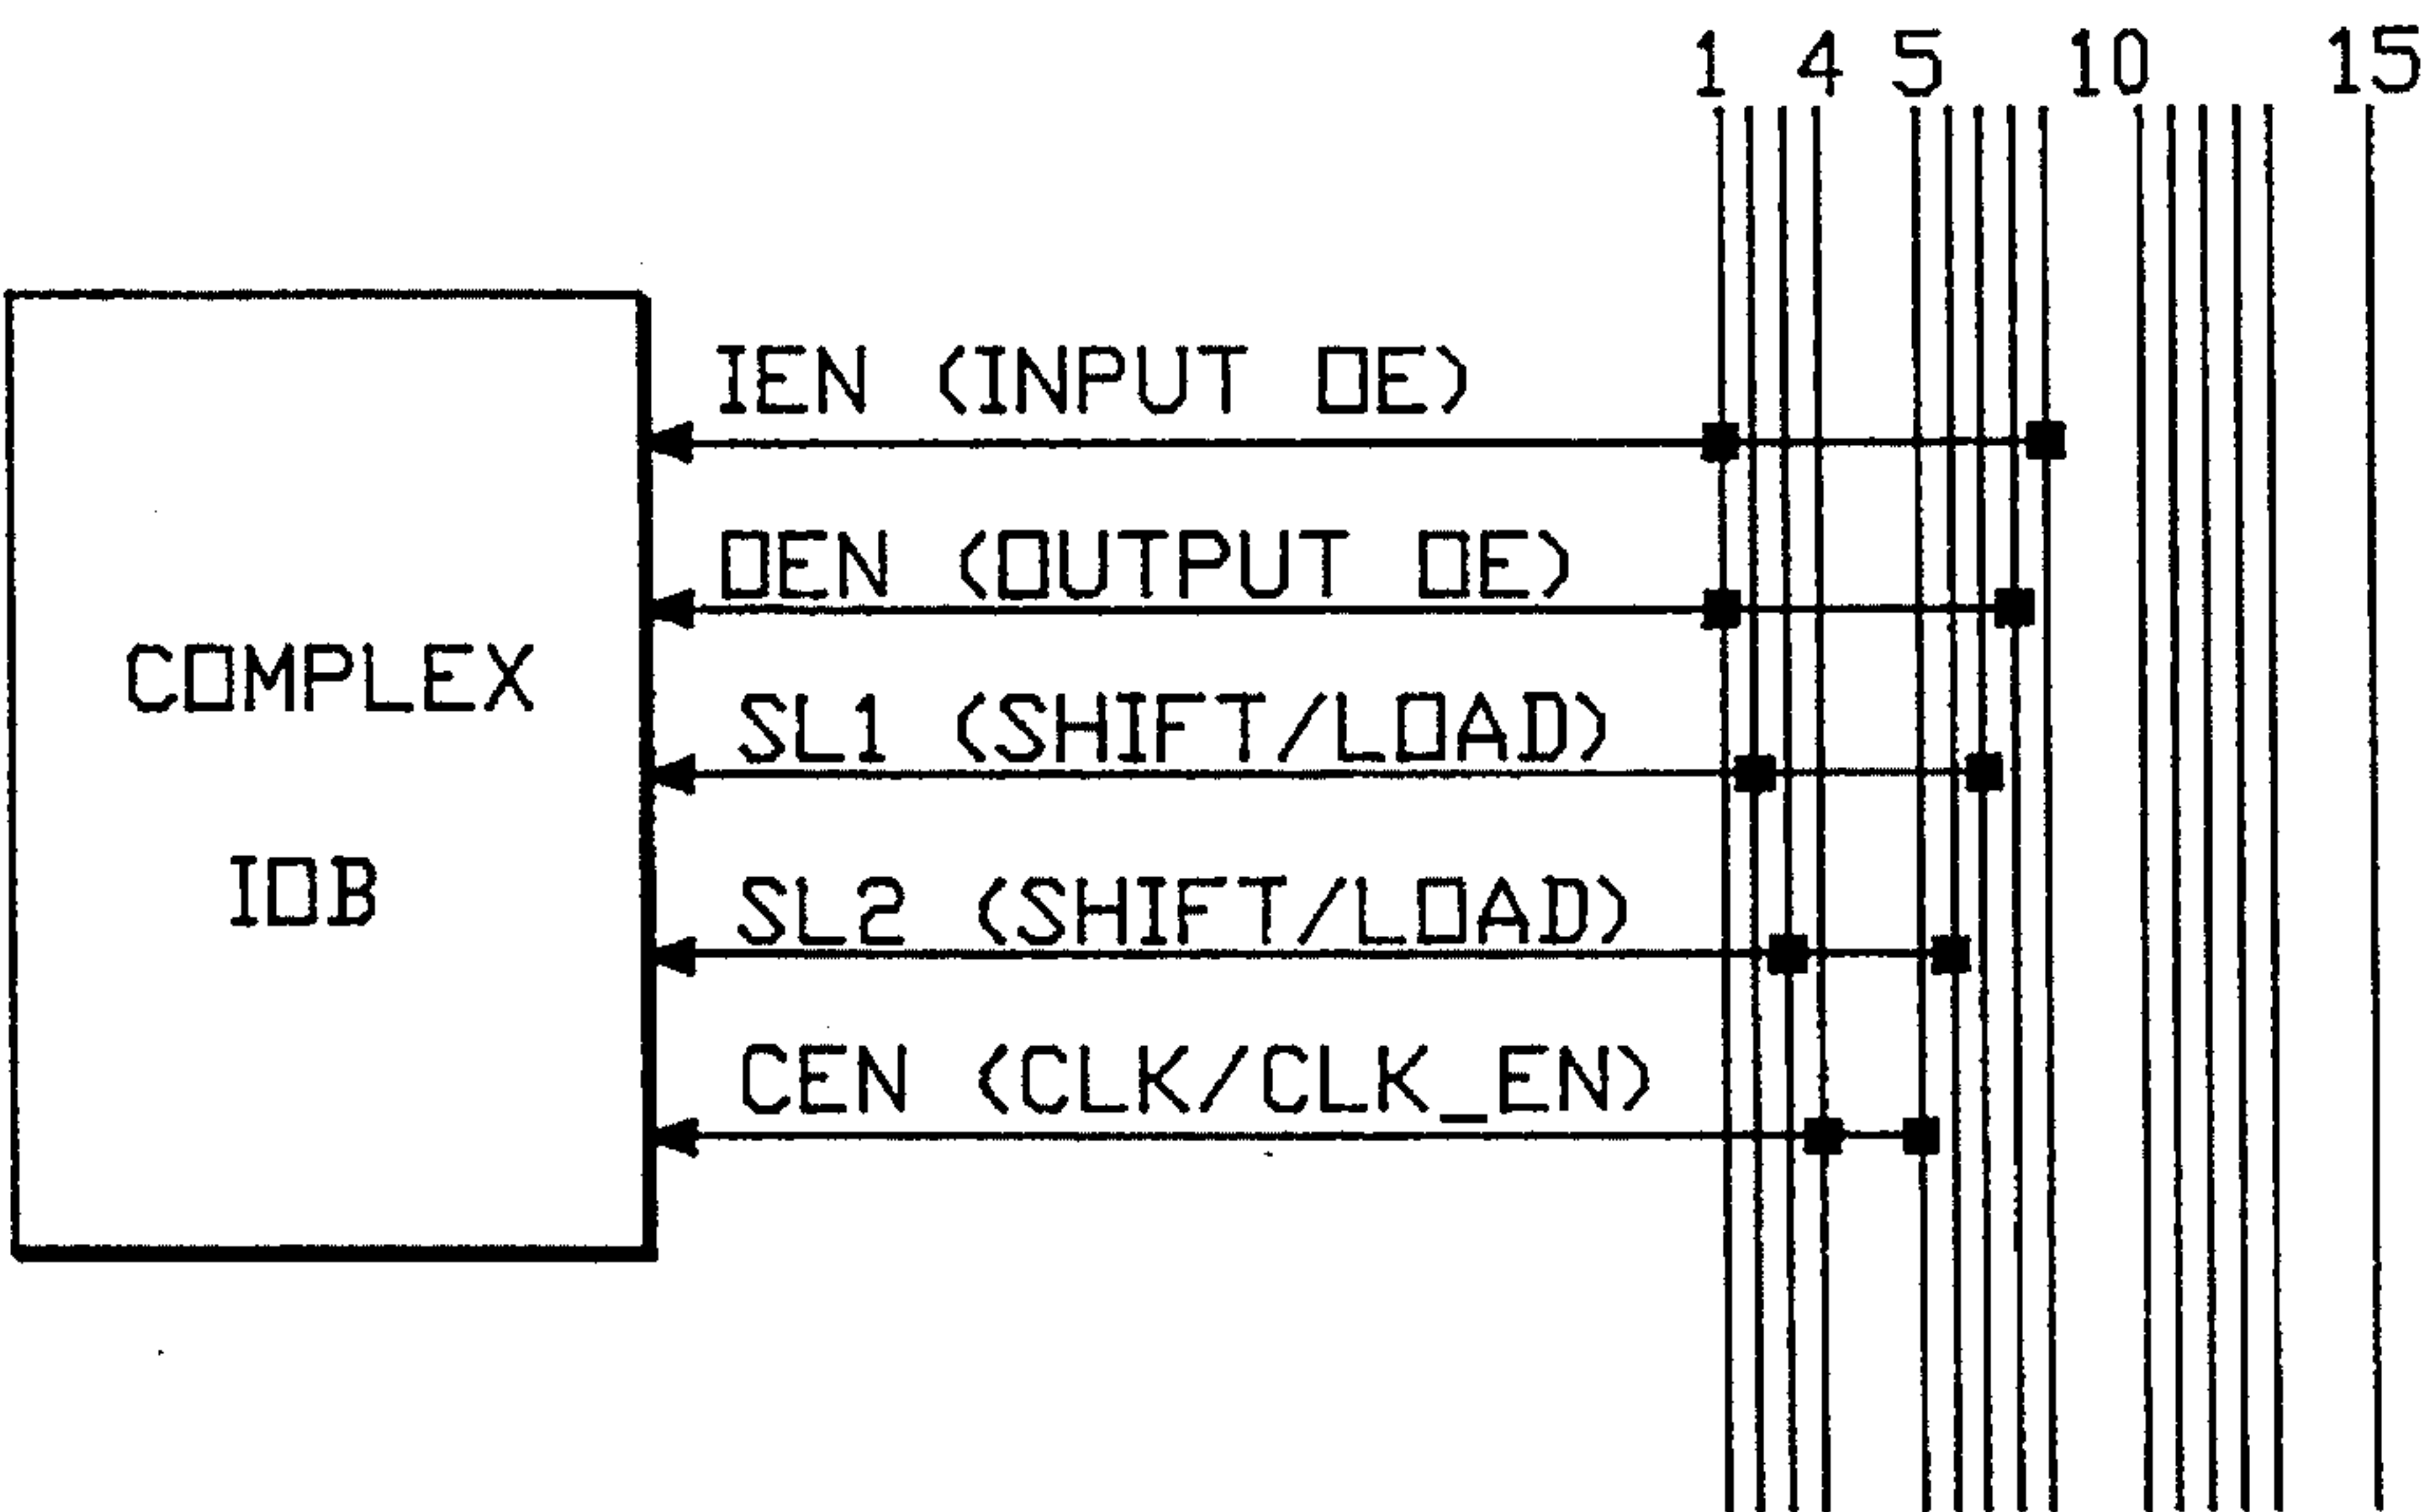 1 4 5 10 15
IEN (INPUT OE)
OEN (OUTPUT OE)
COMPLEX
SL1 (SHIFT/LOAD)
IOB
SL2 (SHIFT/LOAD)
CEN (CLK/CLK_EN)